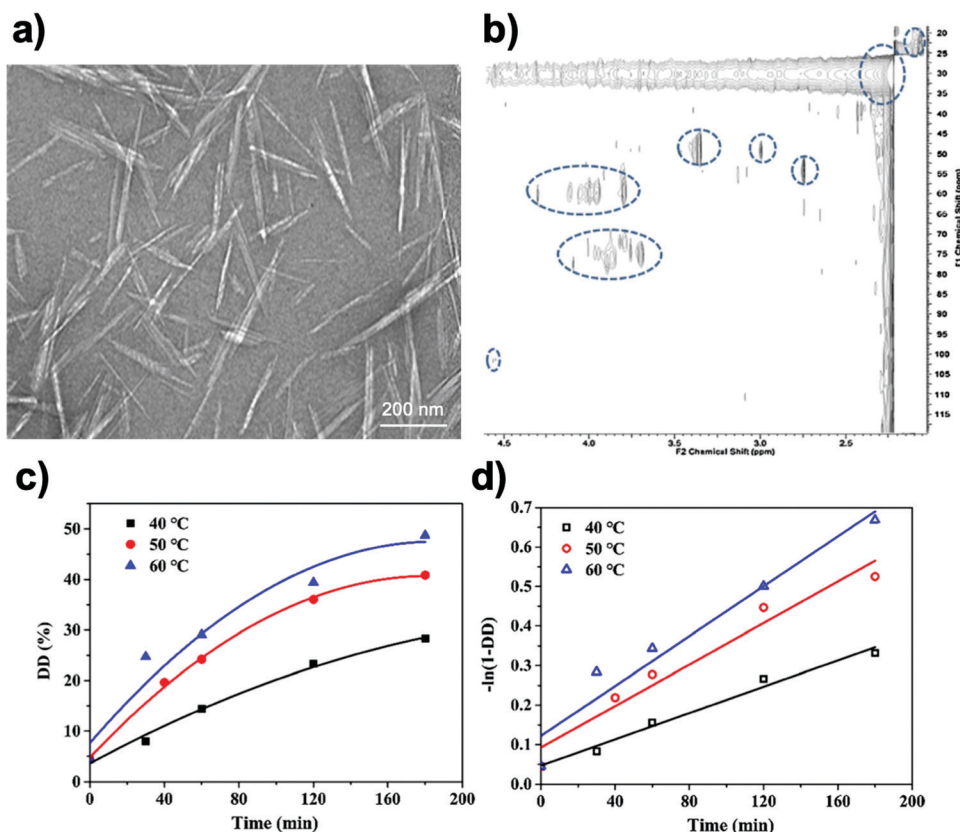 a)
200 nm
b)
20
25
30
35
40
45
50
55
60
65
70
75
80
85
90
95
100
105
110
115
F1 Chemical Shift (ppm)
4.5 4.0 3.5 3.0 2.5
F2 Chemical Shift (ppm)
c)
DD (%)
50
40
30
20
10
0
40 °C
50 °C
60 °C
0 40 80 120 160 200
Time (min)
d)
-ln(1-DD)
0.7
0.6
0.5
0.4
0.3
0.2
0.1
0.0
40 °C
50 °C
60 °C
0 40 80 120 160 200
Time (min)